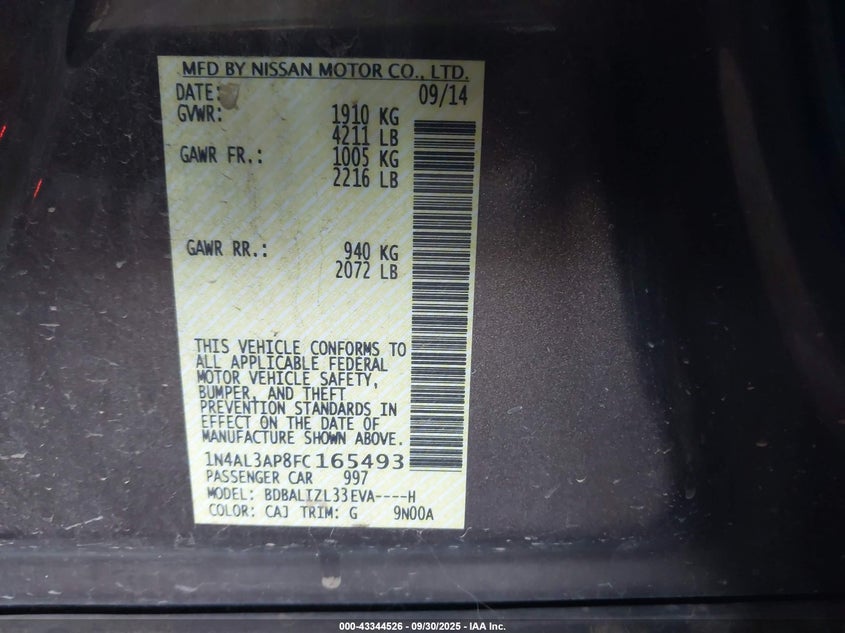 MFD BY NISSAN MOTOR CO., LTD.
DATE: 09/14
GVWR: 1910 KG
4211 LB
GAWR FR.: 1005 KG
2216 LB
GAWR RR.: 940 KG
2072 LB
THIS VEHICLE CONFORMS TO
ALL APPLICABLE FEDERAL
MOTOR VEHICLE SAFETY,
BUMPER, AND THEFT
PREVENTION STANDARDS IN
EFFECT ON THE DATE OF
MANUFACTURE SHOWN ABOVE.
1N4AL3AP8FC165493
PASSENGER CAR 997
MODEL: BDBALIZL33EVA----H
COLOR: CAJ TRIM: G 9N00A
000-43344526 - 09/30/2025 - IAA Inc.